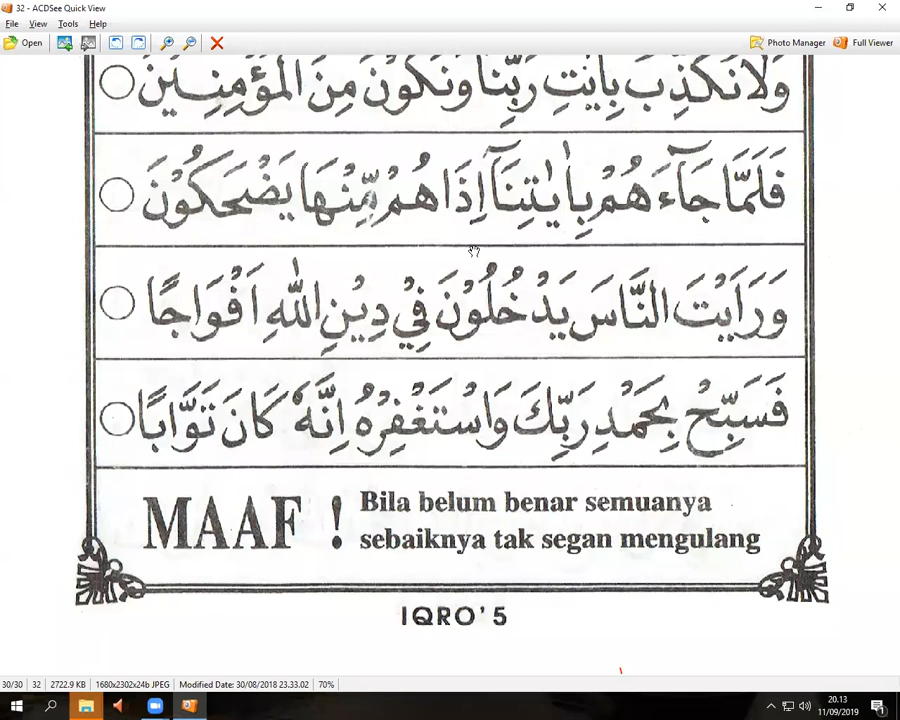 32 - ACDSee Quick View
File View Tools Help
Open Photo Manager Full Viewer
وَلَا نُكَذِّبَ بِاٰيٰتِ رَبِّنَا وَنَكُوْنَ مِنَ الْمُؤْمِنِيْنَ
فَلَمَّا جَآءَهُمْ بِاٰيٰتِنَآ اِذَا هُمْ مِّنْهَا يَضْحَكُوْنَ
وَرَاَيْتَ النَّاسَ يَدْخُلُوْنَ فِيْ دِيْنِ اللّٰهِ اَفْوَاجًا
فَسَبِّحْ بِحَمْدِ رَبِّكَ وَاسْتَغْفِرْهُ اِنَّهٗ كَانَ تَوَّابًا
MAAF ! Bila belum benar semuanya
sebaiknya tak segan mengulang
IQRO' 5
30/30 32 2722.9 KB 1680x2302x24b JPEG Modified Date: 30/08/2018 23.33.02 70%
20.13
11/09/2019
1